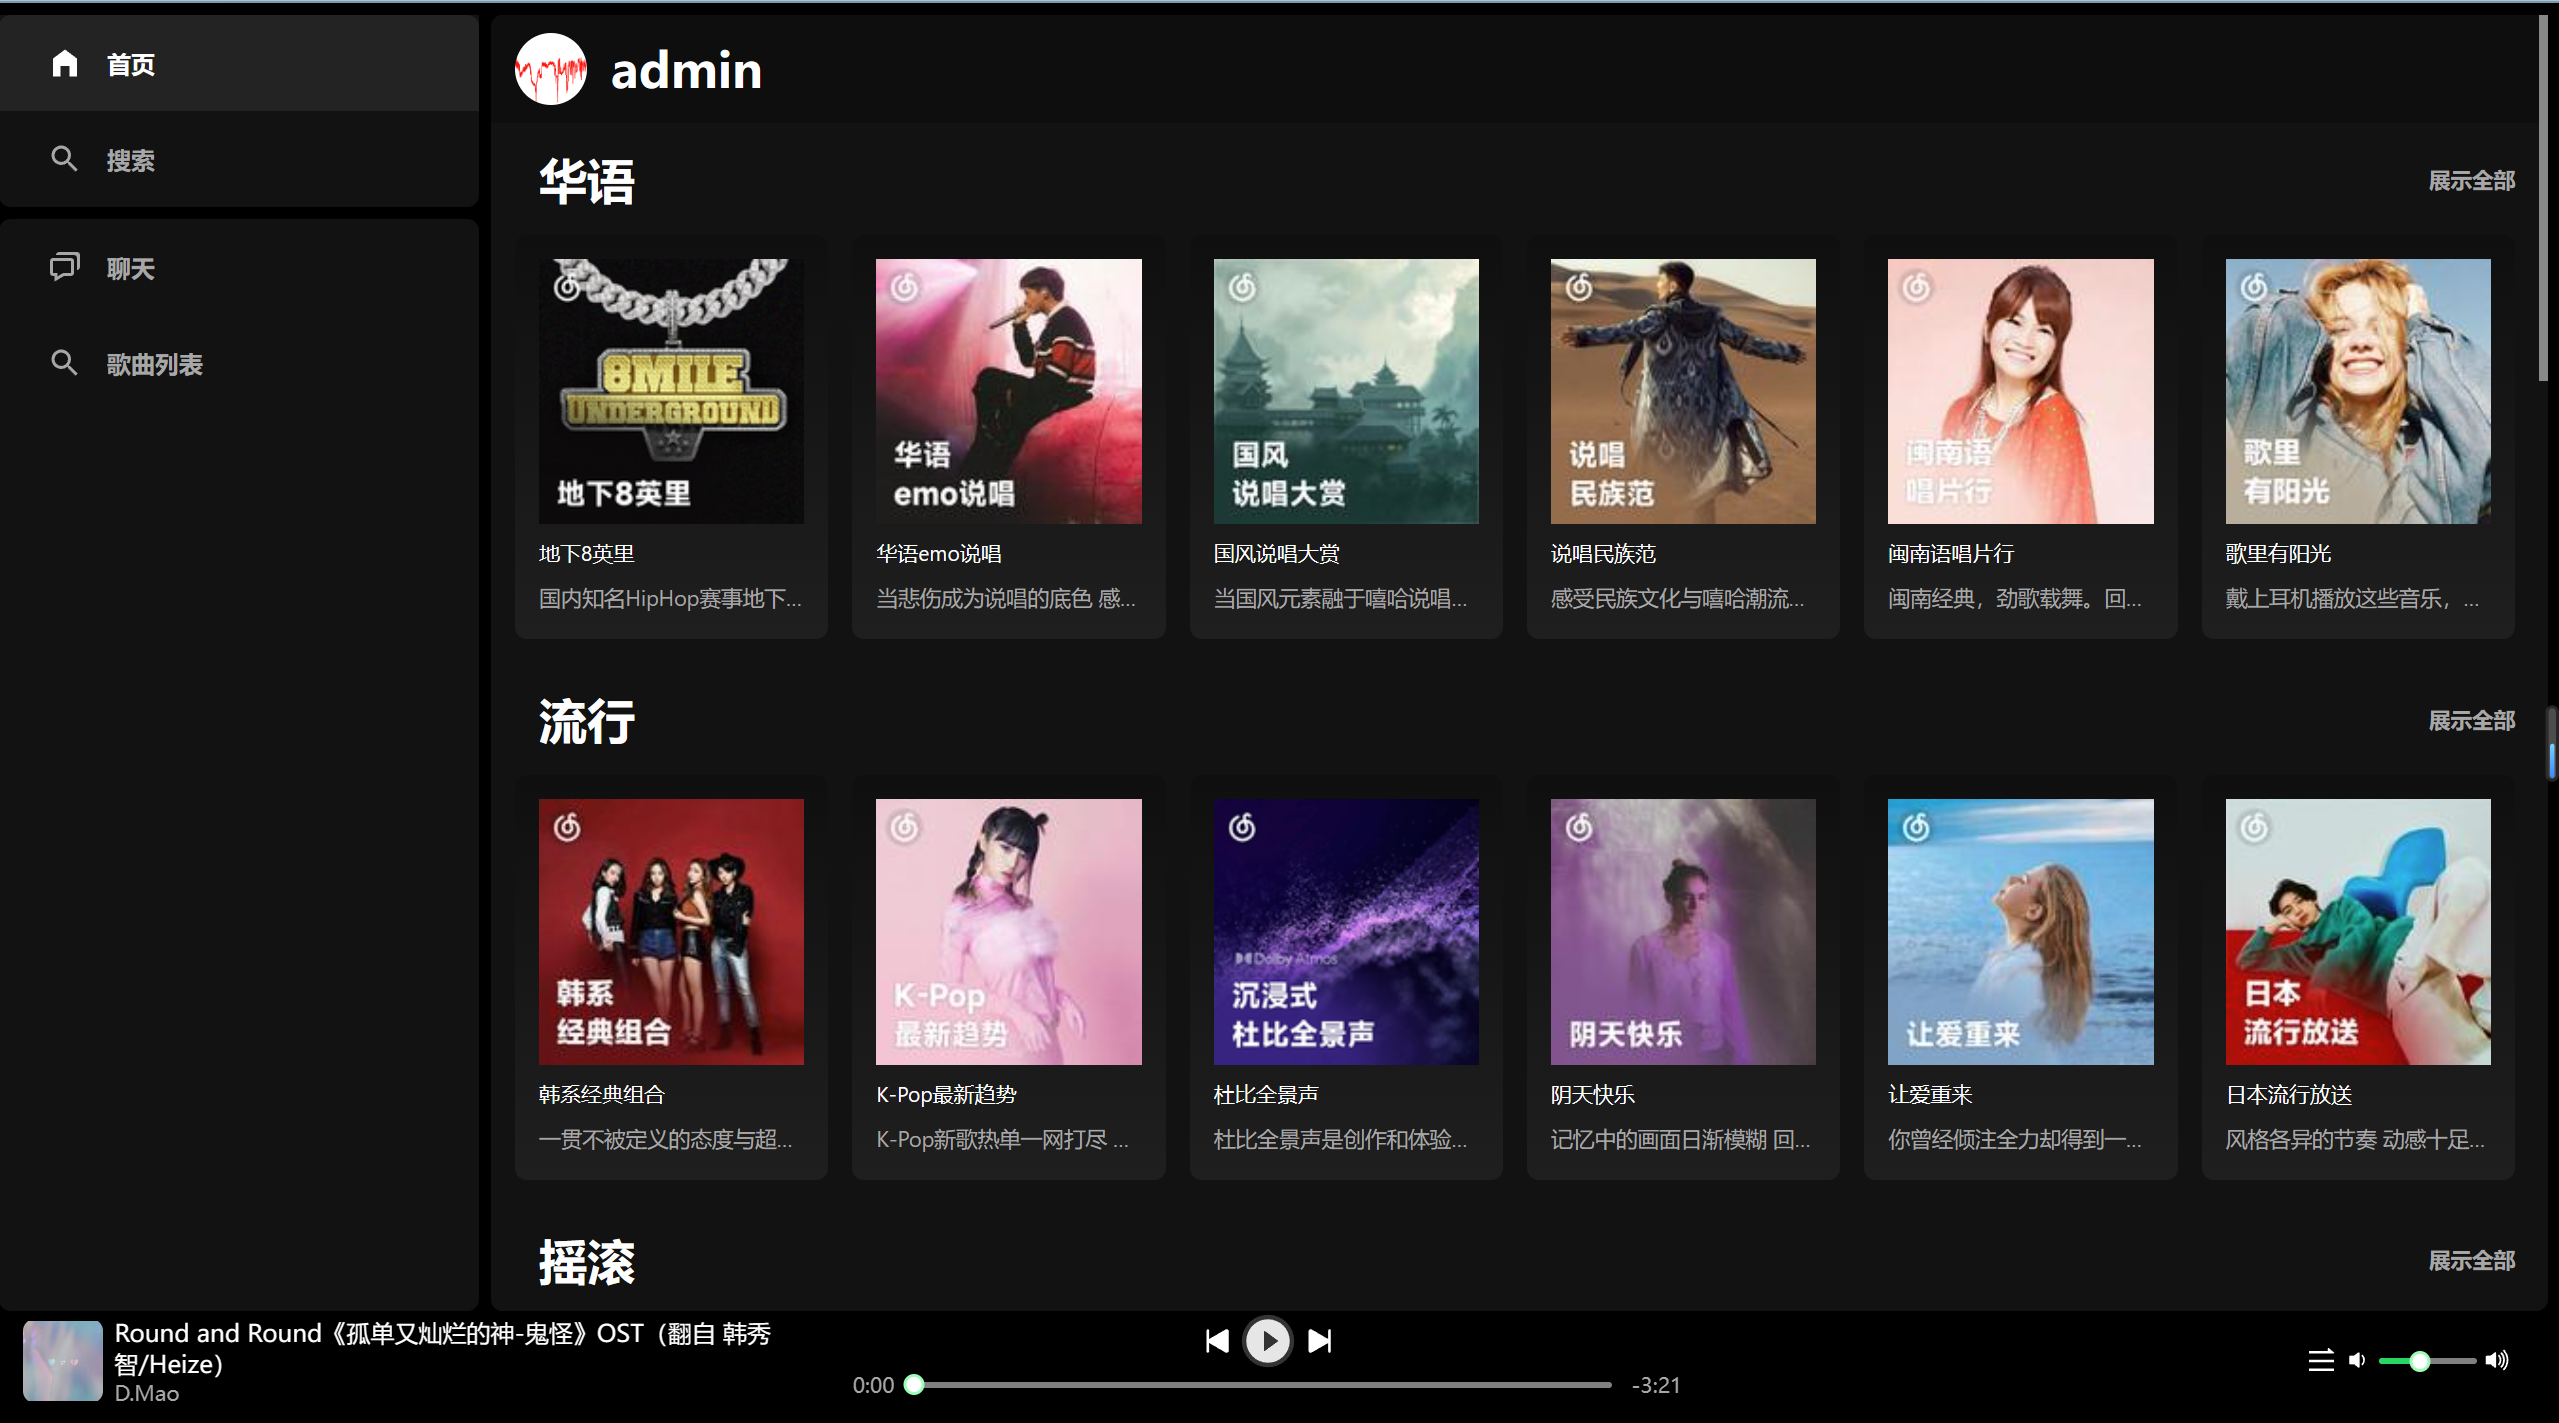 首页
搜索
聊天
歌曲列表
admin
华语
展示全部
8MILE
UNDERGROUND
地下8英里
华语
emo说唱
国风
说唱大赏
说唱
民族范
闽南语
唱片行
歌里
有阳光
地下8英里
华语emo说唱
国风说唱大赏
说唱民族范
闽南语唱片行
歌里有阳光
国内知名HipHop赛事地下...
当悲伤成为说唱的底色 感...
当国风元素融于嘻哈说唱...
感受民族文化与嘻哈潮流...
闽南经典，劲歌载舞。回...
戴上耳机播放这些音乐，...
流行
展示全部
韩系
经典组合
K-Pop
最新趋势
Dolby Atmos
沉浸式
杜比全景声
阴天快乐
让爱重来
日本
流行放送
韩系经典组合
K-Pop最新趋势
杜比全景声
阴天快乐
让爱重来
日本流行放送
一贯不被定义的态度与超...
K-Pop新歌热单一网打尽 ...
杜比全景声是创作和体验...
记忆中的画面日渐模糊 回...
你曾经倾注全力却得到一...
风格各异的节奏 动感十足...
摇滚
展示全部
Round and Round《孤单又灿烂的神-鬼怪》OST（翻自 韩秀
智/Heize）
D.Mao
0:00
-3:21